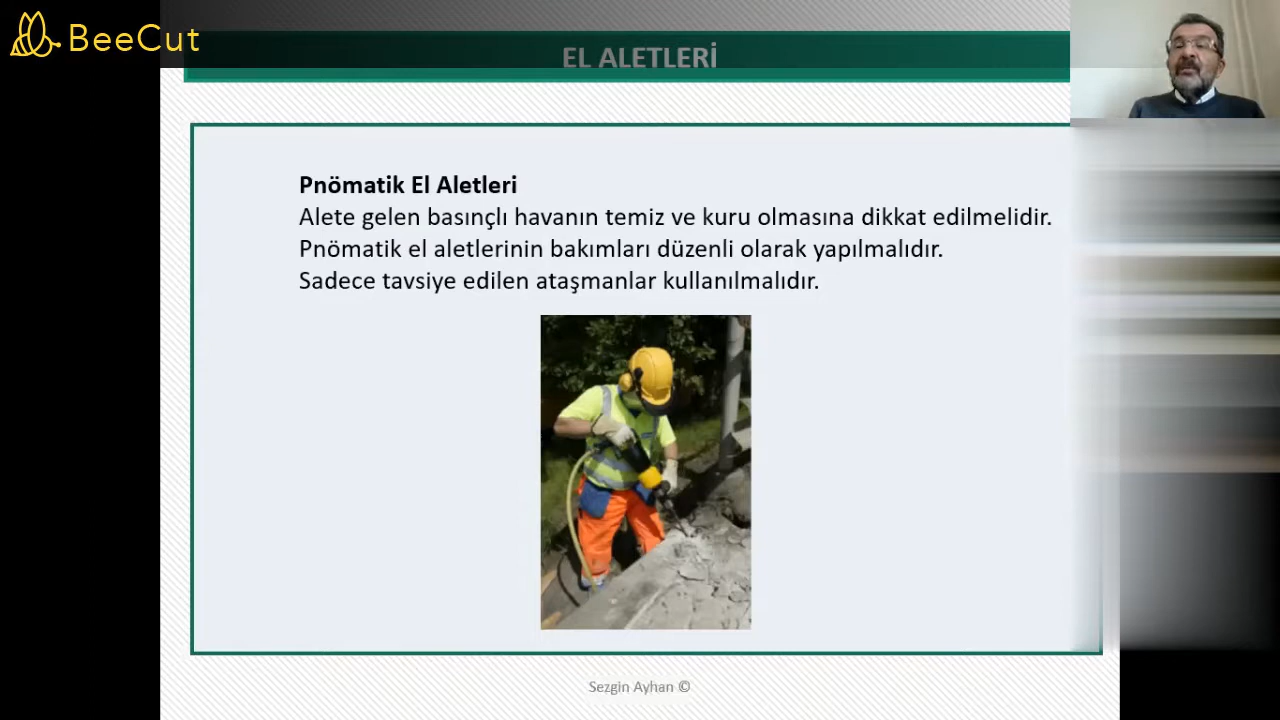 BeeCut
EL ALETLERİ
Pnömatik El Aletleri
Alete gelen basınçlı havanın temiz ve kuru olmasına dikkat edilmelidir.
Pnömatik el aletlerinin bakımları düzenli olarak yapılmalıdır.
Sadece tavsiye edilen ataşmanlar kullanılmalıdır.
Sezgin Ayhan ©